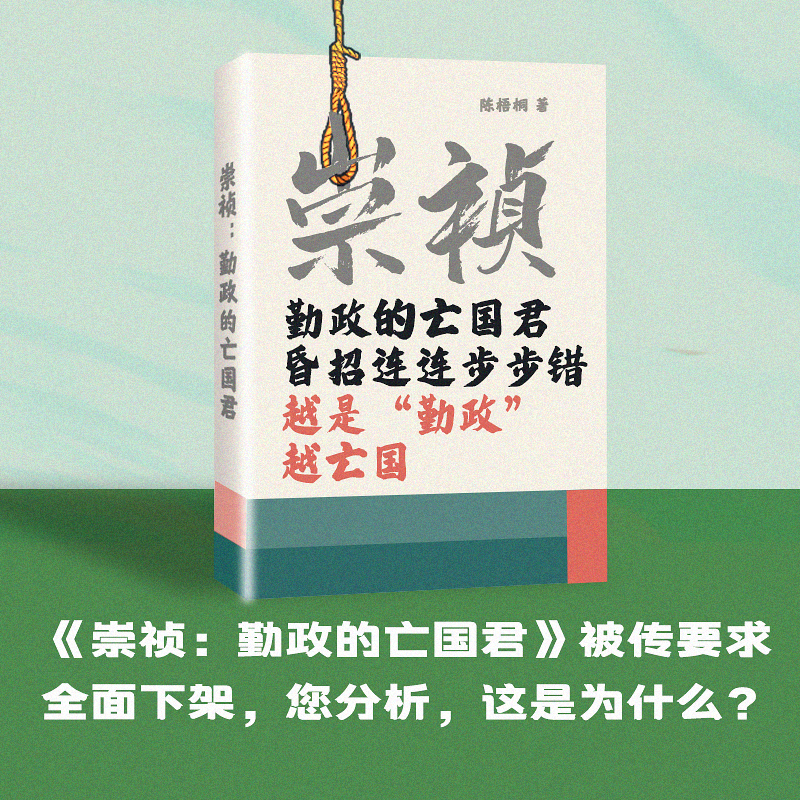 陈梧桐 著
崇祯
崇祯：勤政的亡国君
勤政的亡国君
昏招连连步步错
越是“勤政”
越亡国
《崇祯：勤政的亡国君》被传要求
全面下架，您分析，这是为什么？